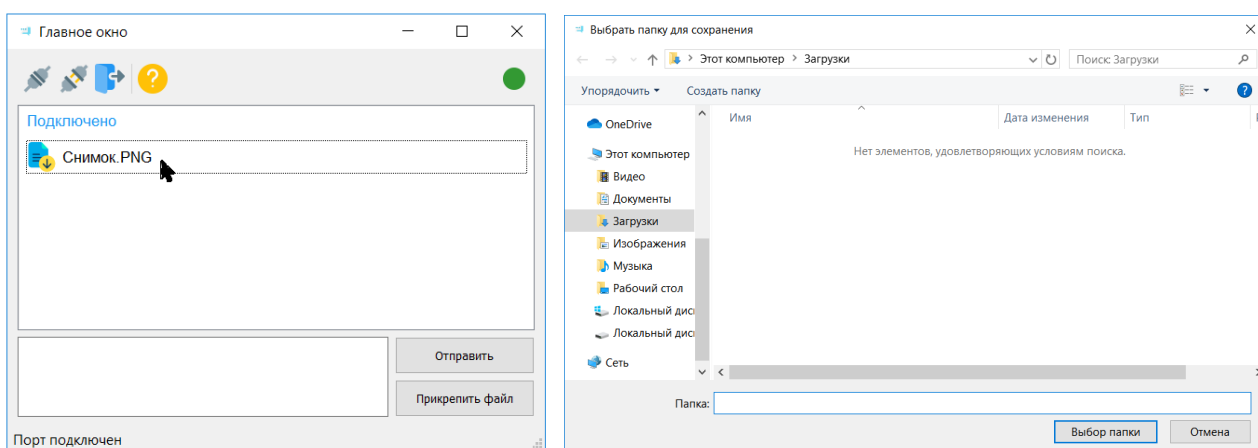 Главное окно
Подключено
Снимок.PNG
Отправить
Прикрепить файл
Порт подключен
Выбрать папку для сохранения
Этот компьютер > Загрузки
Поиск: Загрузки
Упорядочить
Создать папку
Имя
Дата изменения
Тип
OneDrive
Этот компьютер
Видео
Документы
Загрузки
Изображения
Музыка
Рабочий стол
Локальный дис
Локальный дис
Сеть
Нет элементов, удовлетворяющих условиям поиска.
Папка:
Выбор папки
Отмена